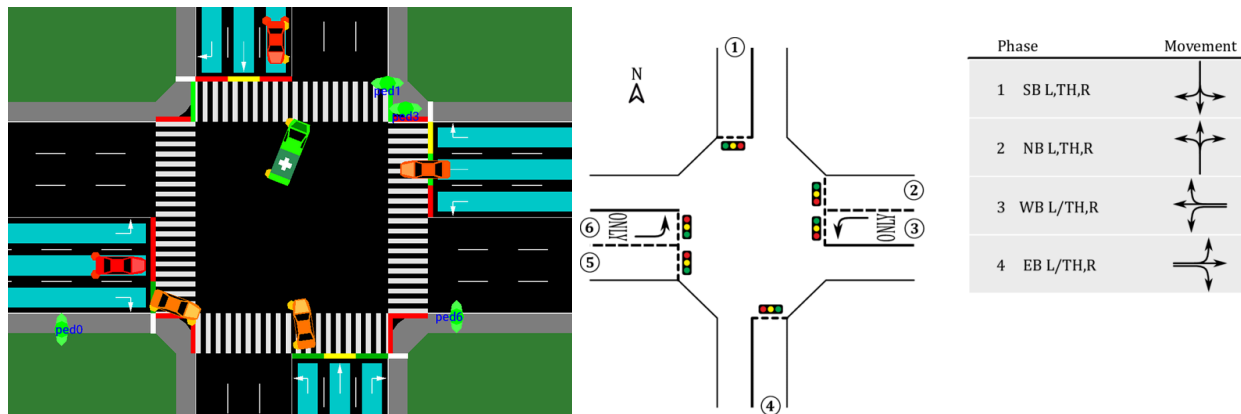 ped1
ped3
ped0
ped6
N
①
②
③
④
⑤
⑥
ONLY
ONLY
Phase Movement
1 SB L,TH,R
2 NB L,TH,R
3 WB L/TH,R
4 EB L/TH,R